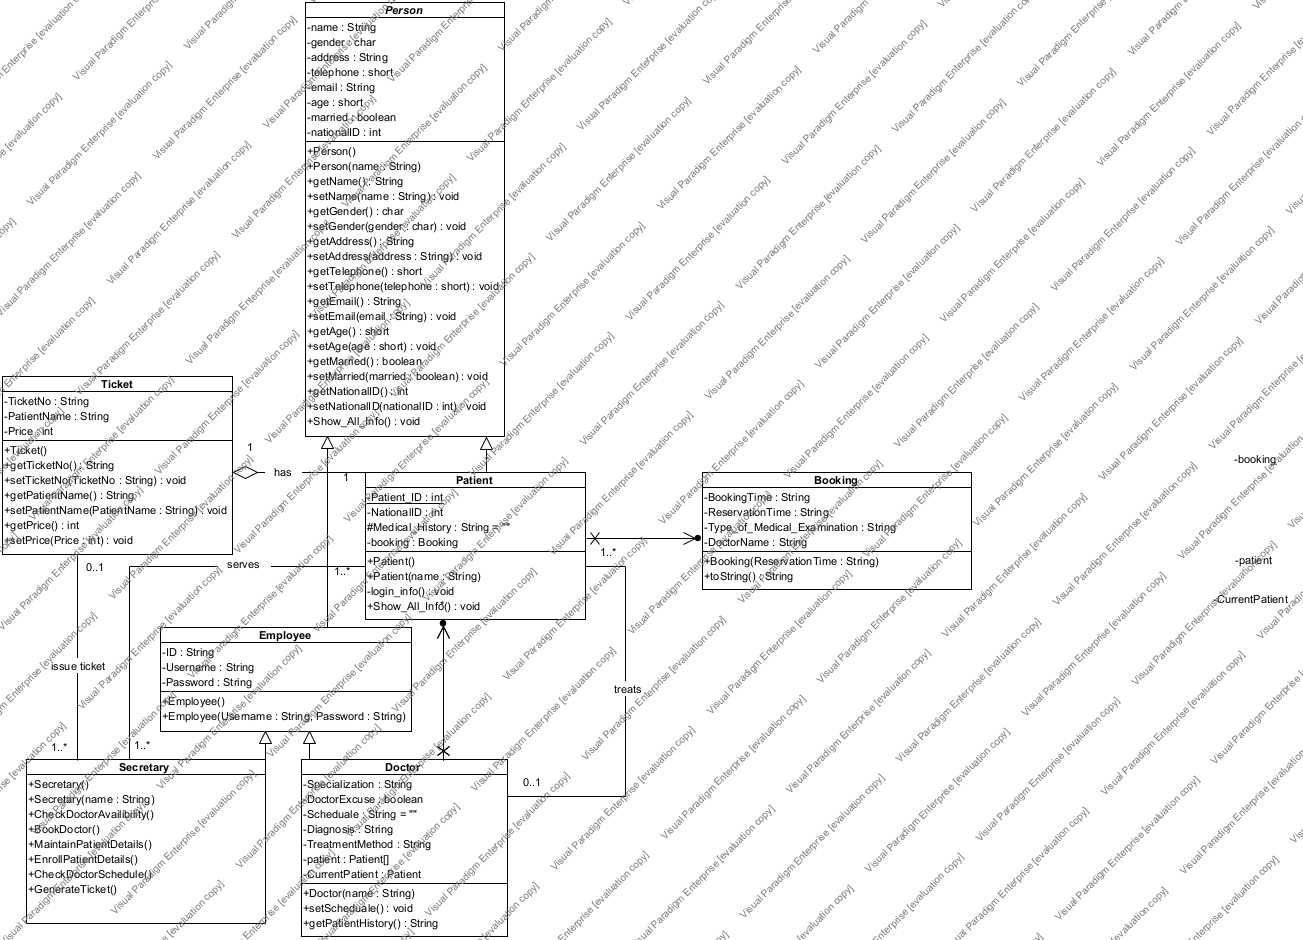 Person
-name : String
-gender : char
-address : String
-telephone : short
-email : String
-age : short
-married : boolean
-nationalID : int
+Person()
+Person(name : String)
+getName() : String
+setName(name : String) : void
+getGender() : char
+setGender(gender : char) : void
+getAddress() : String
+setAddress(address : String) : void
+getTelephone() : short
+setTelephone(telephone : short) : void
+getEmail() : String
+setEmail(email : String) : void
+getAge() : short
+setAge(age : short) : void
+getMarried() : boolean
+setMarried(married : boolean) : void
+getNationalID() : int
+setNationalID(nationalID : int) : void
+Show_All_Info() : void
Ticket
-TicketNo : String
-PatientName : String
-Price : int
+Ticket()
+getTicketNo() : String
+setTicketNo(TicketNo : String) : void
+getPatientName() : String
+setPatientName(PatientName : String) : void
+getPrice() : int
+setPrice(Price : int) : void
1
has
1
Patient
-Patient_ID : int
-NationalID : int
#Medical_History : String = ""
-booking : Booking
+Patient()
+Patient(name : String)
-login_info() : void
+Show_All_Info() : void
Booking
-BookingTime : String
-ReservationTime : String
-Type_of_Medical_Examination : String
-DoctorName : String
+Booking(ReservationTime : String)
+toString() : String
-booking
-patient
-CurrentPatient
1..*
0..1
serves
1..*
Employee
-ID : String
-Username : String
-Password : String
+Employee()
+Employee(Username : String, Password : String)
issue ticket
treats
1..*
1..*
0..1
Secretary
+Secretary()
+Secretary(name : String)
+CheckDoctorAvailibility()
+BookDoctor()
+MaintainPatientDetails()
+EnrollPatientDetails()
+CheckDoctorSchedule()
+GenerateTicket()
Doctor
-Specialization : String
-DoctorExcuse : boolean
-Scheduale : String = ""
-Diagnosis : String
-TreatmentMethod : String
-patient : Patient[]
-CurrentPatient : Patient
+Doctor(name : String)
+setScheduale() : void
+getPatientHistory() : String
Visual Paradigm Enterprise [evaluation copy]